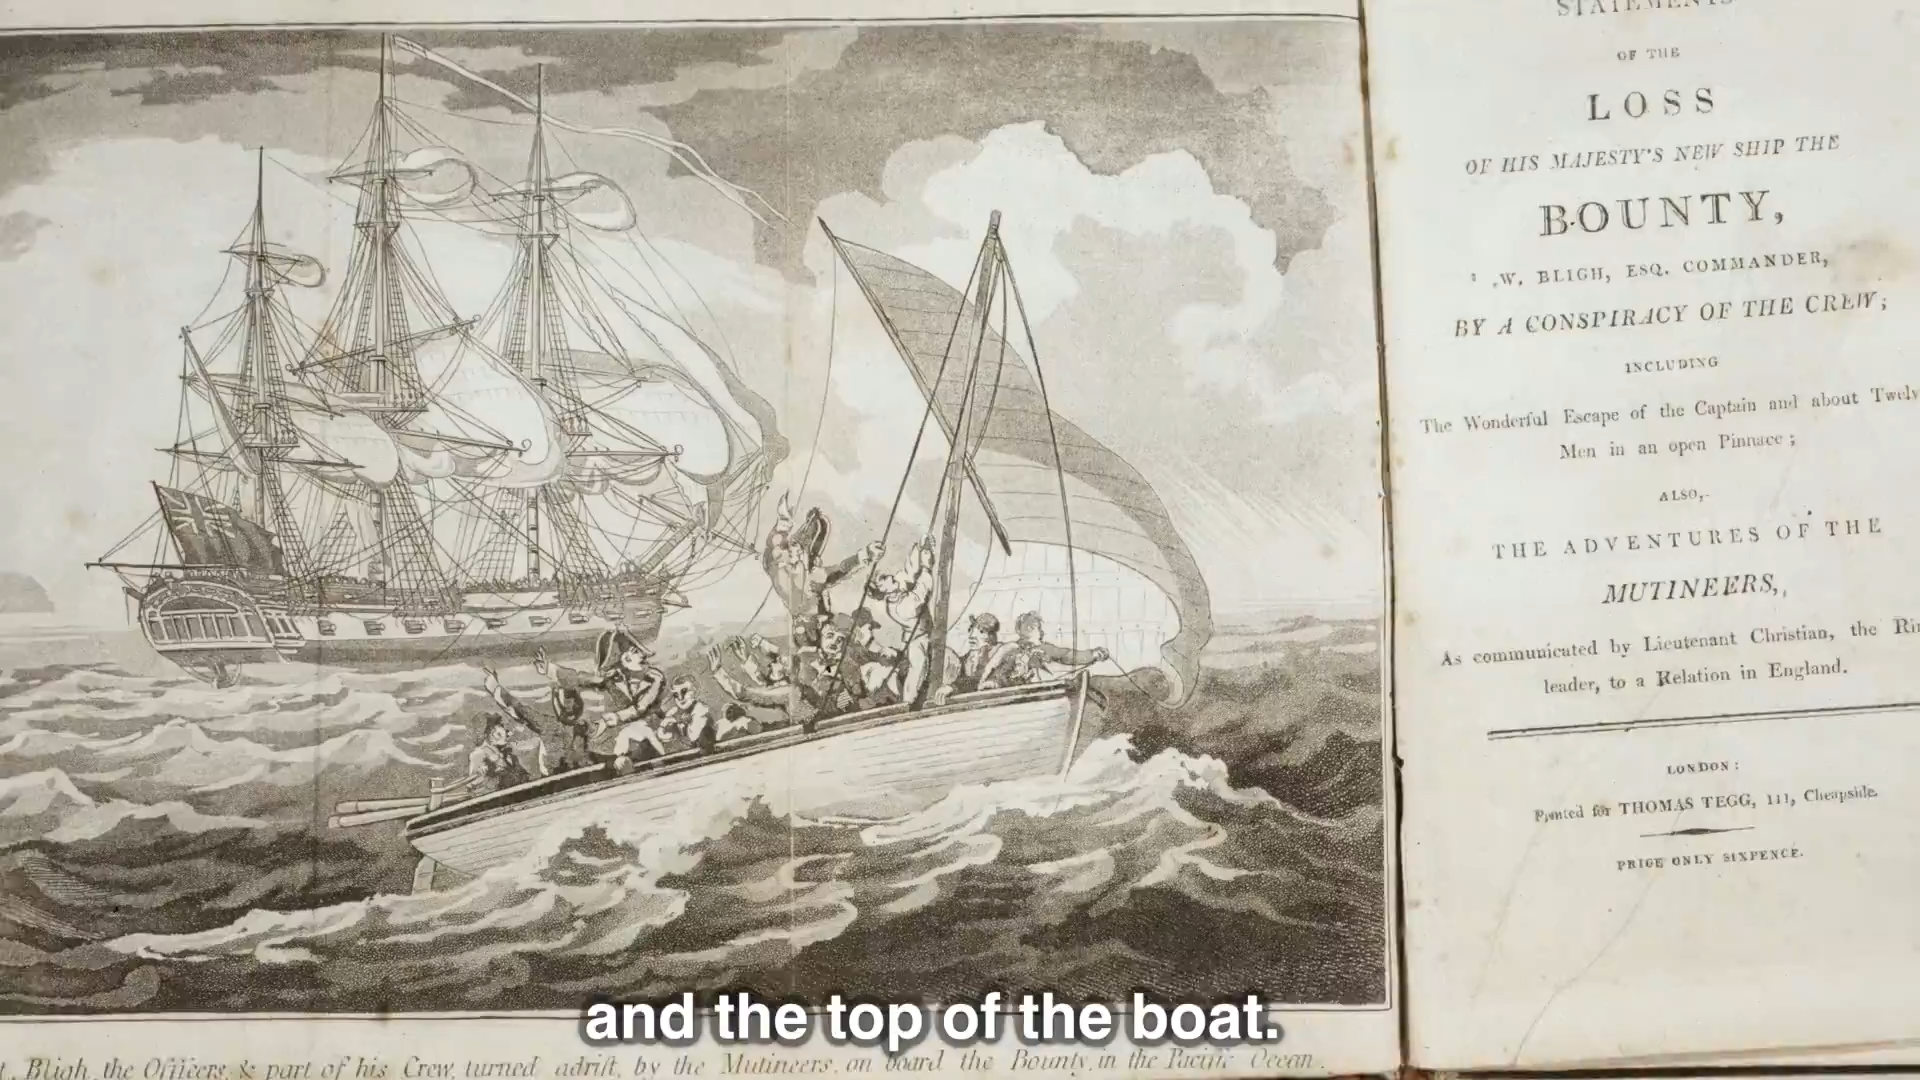 STATEMENTS
OF THE
LOSS
OF HIS MAJESTY'S NEW SHIP THE
BOUNTY,
W. BLIGH, ESQ. COMMANDER,
BY A CONSPIRACY OF THE CREW;
INCLUDING
The Wonderful Escape of the Captain and about
Men in an open Pinnace;
ALSO,
THE ADVENTURES OF THE
MUTINEERS,
As communicated by Lieutenant Christian, the
leader, to a Relation in England.
LONDON:
Printed for THOMAS TEGG, 111, Cheapside.
PRICE ONLY SIXPENCE.
and the top of the boat.
Bligh, the Officers, & part of his Crew, turned adrift, by the Mutineers, on board the Bounty, in the Pacific Ocean.